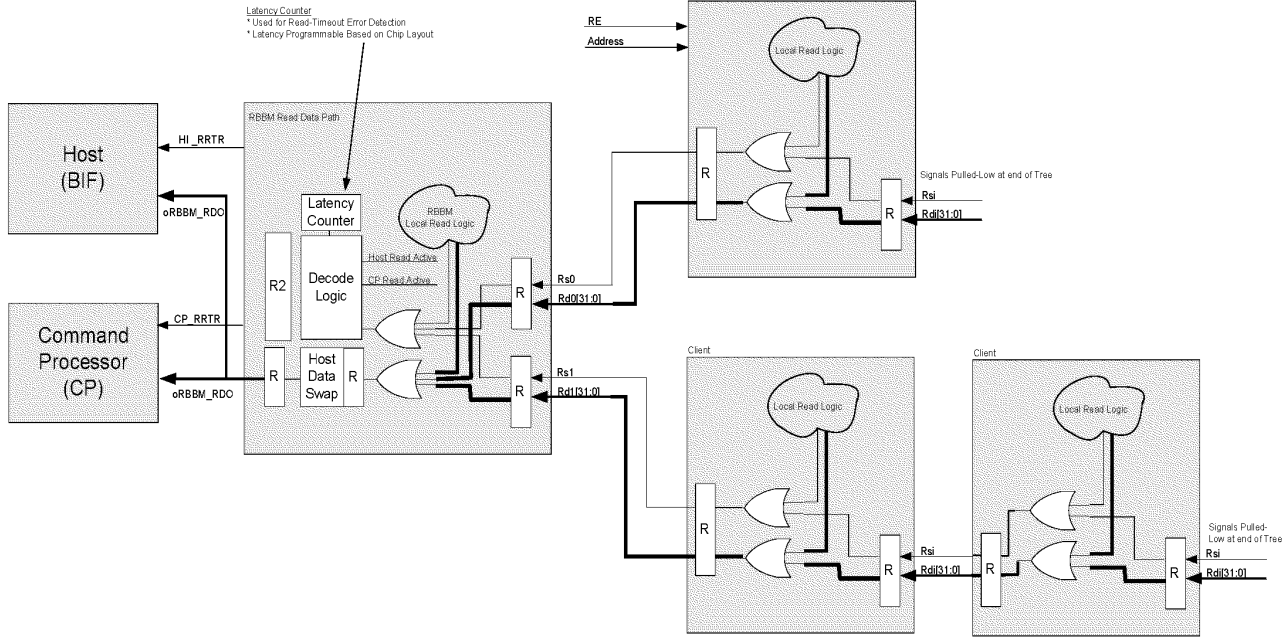 Latency Counter
* Used for Read-Timeout Error Detection
* Latency Programmable Based on Chip Layout
RE
Address
Local Read Logic
RBBM Read Data Path
Host
(BIF)
HI_RRTR
oRBBM_RDO
Latency
Counter
RBBM
Local Read Logic
R
R
Signals Pulled-Low at end of Tree
Rsi
Rdi[31:0]
Host Read Active
Decode
Logic
CP Read Active
R2
R
Rs0
Rd0[31:0]
Command
Processor
(CP)
CP_RRTR
oRBBM_RDO
R
Host
Data
Swap
R
R
Rs1
Rd1[31:0]
Client
Local Read Logic
R
R
Rsi
Rdi[31:0]
Client
Local Read Logic
R
R
Signals Pulled-
Low at end of Tree
Rsi
Rdi[31:0]